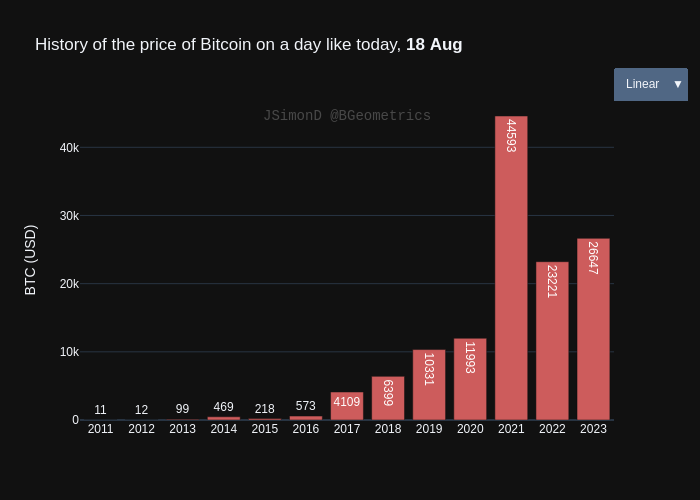 History of the price of Bitcoin on a day like today, 18 Aug
Linear ▼
JSimonD @BGeometrics
BTC (USD)
40k
30k
20k
10k
0
11
12
99
469
218
573
4109
6399
10331
11993
44593
23221
26647
2011 2012 2013 2014 2015 2016 2017 2018 2019 2020 2021 2022 2023